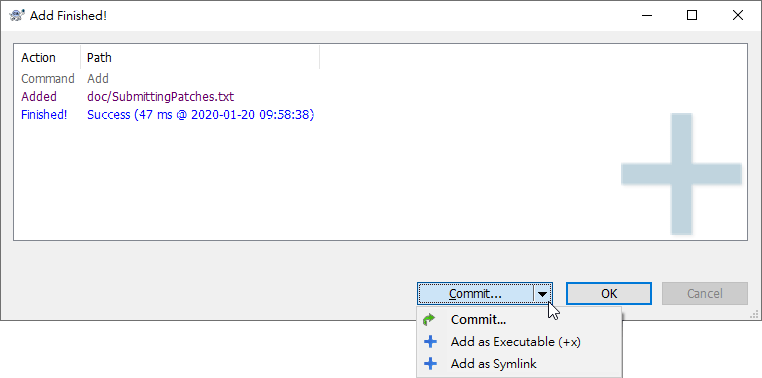 Add Finished!
Action Path
Command Add
Added doc/SubmittingPatches.txt
Finished! Success (47 ms @ 2020-01-20 09:58:38)
Commit... OK Cancel
Commit...
Add as Executable (+x)
Add as Symlink